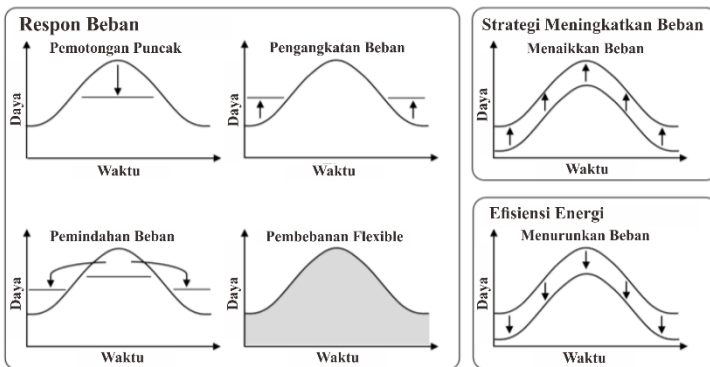 Respon Beban
Pemotongan Puncak
Daya
Waktu
Pengangkatan Beban
Daya
Waktu
Pemindahan Beban
Daya
Waktu
Pembebanan Flexible
Daya
Waktu
Strategi Meningkatkan Beban
Menaikkan Beban
Daya
Waktu
Efisiensi Energi
Menurunkan Beban
Daya
Waktu